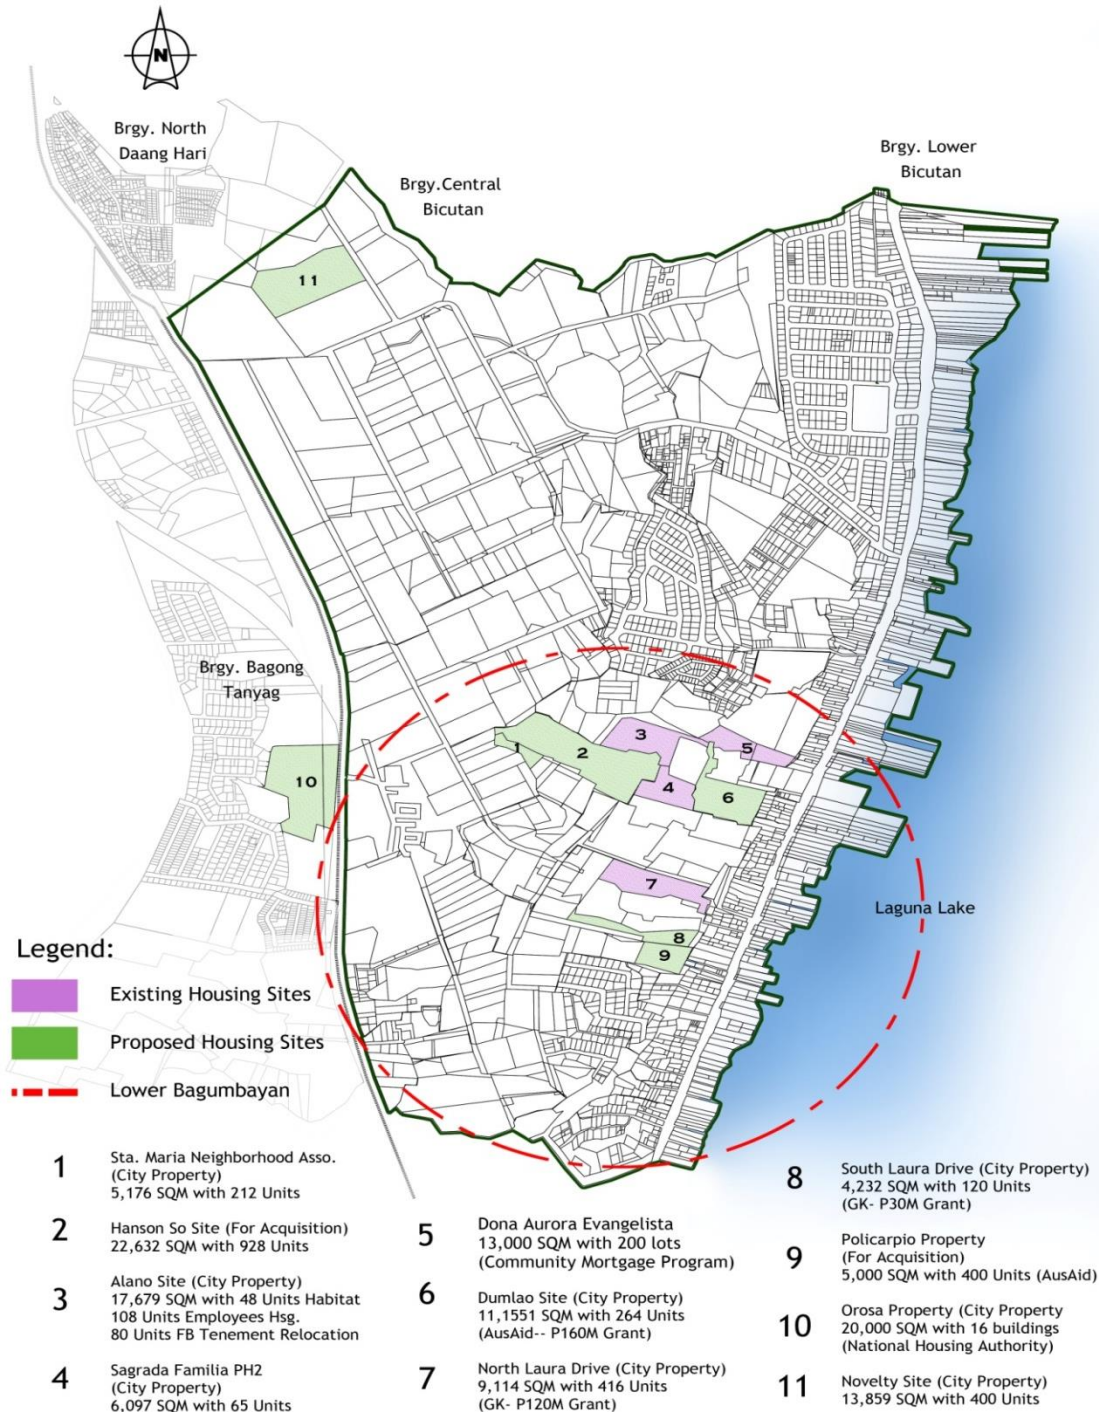 N
Brgy. North
Daang Hari
Brgy.Central
Bicutan
Brgy. Lower
Bicutan
11
Brgy. Bagong
Tanyag
1
2
3
4
5
6
10
7
8
9
Laguna Lake
Legend:
Existing Housing Sites
Proposed Housing Sites
Lower Bagumbayan
1
Sta. Maria Neighborhood Asso.
(City Property)
5,176 SQM with 212 Units
2
Hanson So Site (For Acquisition)
22,632 SQM with 928 Units
3
Alano Site (City Property)
17,679 SQM with 48 Units Habitat
108 Units Employees Hsg.
80 Units FB Tenement Relocation
4
Sagrada Familia PH2
(City Property)
6,097 SQM with 65 Units
5
Dona Aurora Evangelista
13,000 SQM with 200 lots
(Community Mortgage Program)
6
Dumlao Site (City Property)
11,1551 SQM with 264 Units
(AusAid-- P160M Grant)
7
North Laura Drive (City Property)
9,114 SQM with 416 Units
(GK- P120M Grant)
8
South Laura Drive (City Property)
4,232 SQM with 120 Units
(GK- P30M Grant)
9
Policarpio Property
(For Acquisition)
5,000 SQM with 400 Units (AusAid)
10
Orosa Property (City Property
20,000 SQM with 16 buildings
(National Housing Authority)
11
Novelty Site (City Property)
13,859 SQM with 400 Units